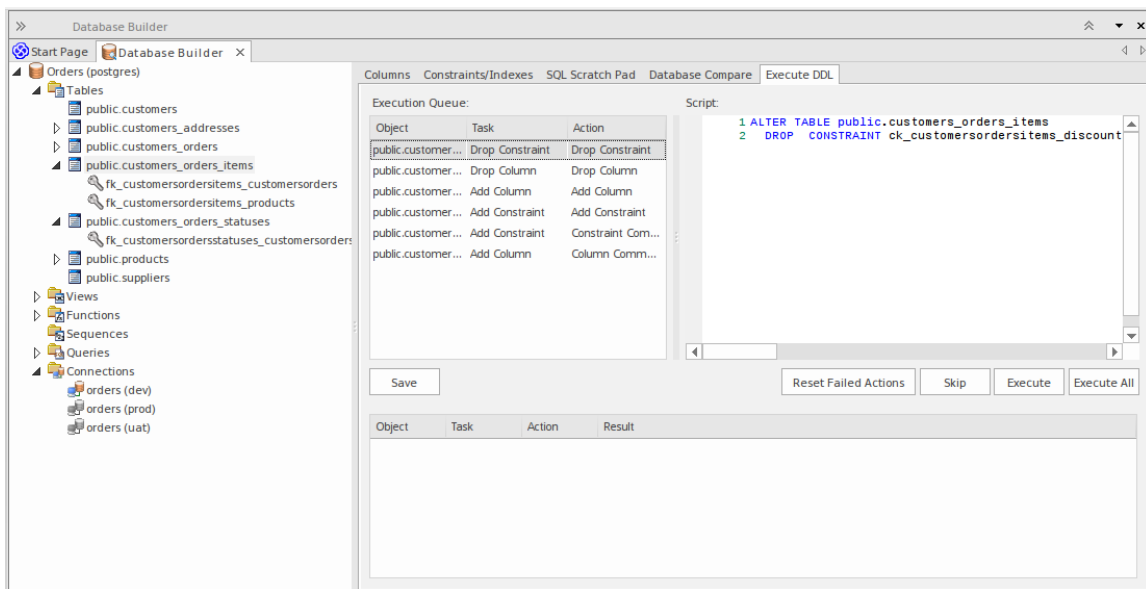 Database Builder
Start Page Database Builder
Orders (postgres)
Tables
public.customers
public.customers_addresses
public.customers_orders
public.customers_orders_items
fk_customersordersitems_customersorders
fk_customersordersitems_products
public.customers_orders_statuses
fk_customersordersstatuses_customersorders
public.products
public.suppliers
Views
Functions
Sequences
Queries
Connections
orders (dev)
orders (prod)
orders (uat)
Columns Constraints/Indexes SQL Scratch Pad Database Compare Execute DDL
Execution Queue:
Object Task Action
public.customer... Drop Constraint Drop Constraint
public.customer... Drop Column Drop Column
public.customer... Add Column Add Column
public.customer... Add Constraint Add Constraint
public.customer... Add Constraint Constraint Com...
public.customer... Add Column Column Comm...
Script:
1 ALTER TABLE public.customers_orders_items
2 DROP CONSTRAINT ck_customersordersitems_discount
Save Reset Failed Actions Skip Execute Execute All
Object Task Action Result